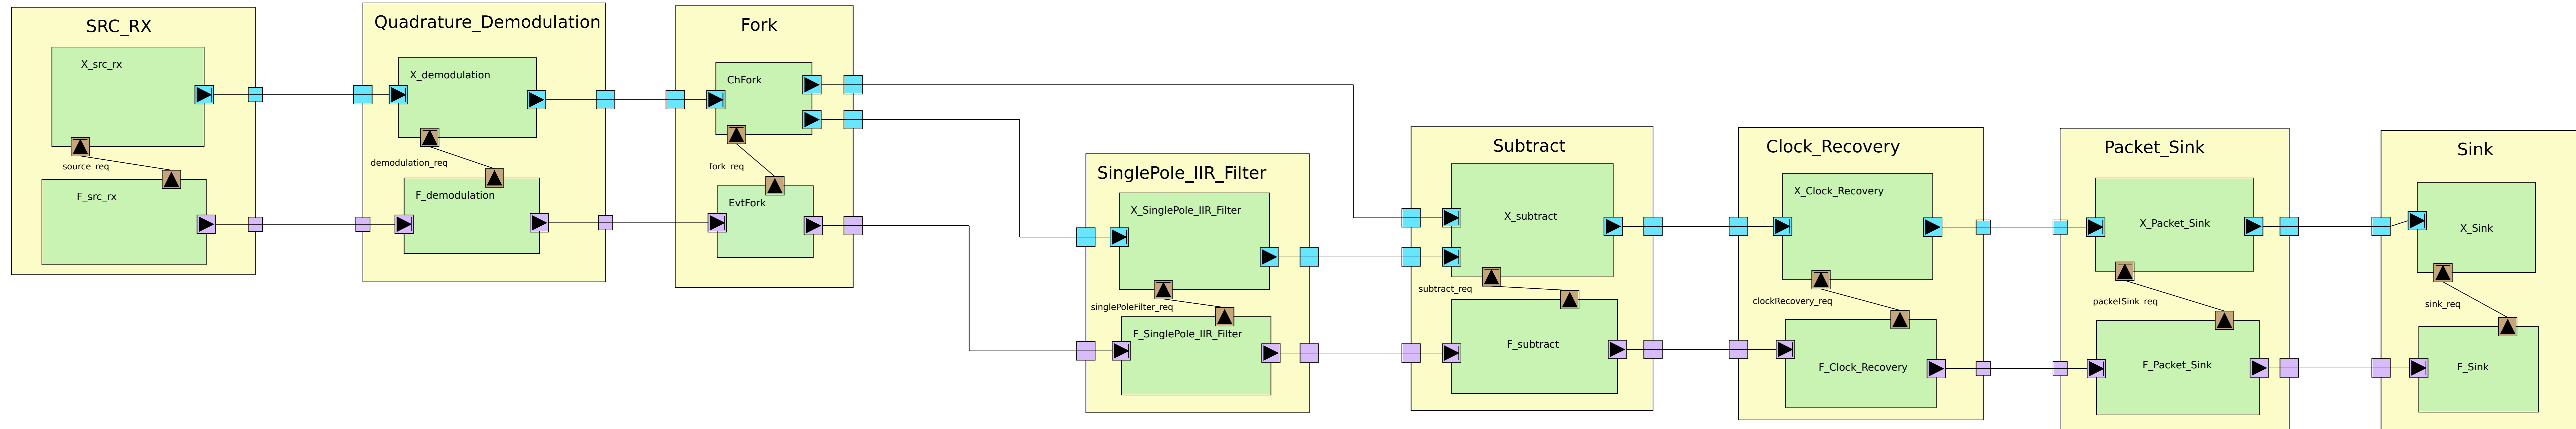 SRC_RX
X_src_rx
source_req
F_src_rx
Quadrature_Demodulation
X_demodulation
demodulation_req
F_demodulation
Fork
ChFork
fork_req
EvtFork
SinglePole_IIR_Filter
X_SinglePole_IIR_Filter
singlePoleFilter_req
F_SinglePole_IIR_Filter
Subtract
X_subtract
subtract_req
F_subtract
Clock_Recovery
X_Clock_Recovery
clockRecovery_req
F_Clock_Recovery
Packet_Sink
X_Packet_Sink
packetSink_req
F_Packet_Sink
Sink
X_Sink
sink_req
F_Sink